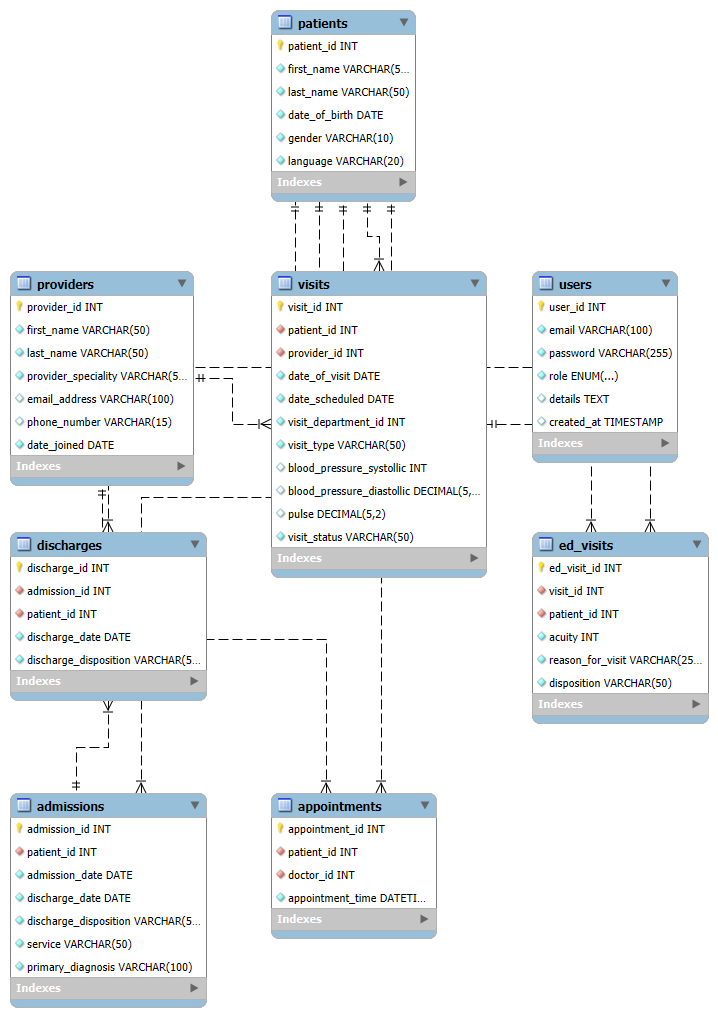 patients
patient_id INT
first_name VARCHAR(5...
last_name VARCHAR(50)
date_of_birth DATE
gender VARCHAR(10)
language VARCHAR(20)
Indexes
providers
provider_id INT
first_name VARCHAR(50)
last_name VARCHAR(50)
provider_speciality VARCHAR(5...
email_address VARCHAR(100)
phone_number VARCHAR(15)
date_joined DATE
Indexes
visits
visit_id INT
patient_id INT
provider_id INT
date_of_visit DATE
date_scheduled DATE
visit_department_id INT
visit_type VARCHAR(50)
blood_pressure_systollic INT
blood_pressure_diastollic DECIMAL(5,...
pulse DECIMAL(5,2)
visit_status VARCHAR(50)
Indexes
users
user_id INT
email VARCHAR(100)
password VARCHAR(255)
role ENUM(...)
details TEXT
created_at TIMESTAMP
Indexes
discharges
discharge_id INT
admission_id INT
patient_id INT
discharge_date DATE
discharge_disposition VARCHAR(5...
Indexes
ed_visits
ed_visit_id INT
visit_id INT
patient_id INT
acuity INT
reason_for_visit VARCHAR(25...
disposition VARCHAR(50)
Indexes
admissions
admission_id INT
patient_id INT
admission_date DATE
discharge_date DATE
discharge_disposition VARCHAR(5...
service VARCHAR(50)
primary_diagnosis VARCHAR(100)
Indexes
appointments
appointment_id INT
patient_id INT
doctor_id INT
appointment_time DATETI...
Indexes